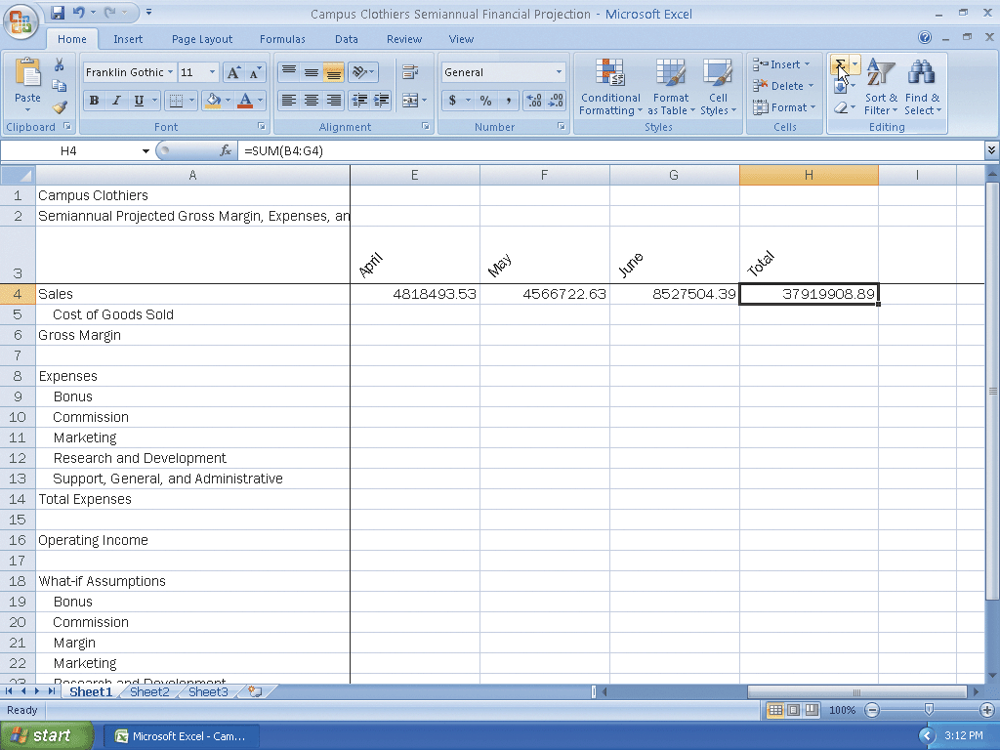 Campus Clothiers Semiannual Financial Projection - Microsoft Excel
Home Insert Page Layout Formulas Data Review View
Paste
Clipboard
Franklin Gothic 11
B I U
Font
Alignment
General
$ % ,
Number
Conditional Formatting
Format as Table
Cell Styles
Styles
Insert
Delete
Format
Cells
Σ
Sort & Filter
Find & Select
Editing
H4 fx =SUM(B4:G4)
A E F G H I
1 Campus Clothiers
2 Semiannual Projected Gross Margin, Expenses, an
3 April May June Total
4 Sales 4818493.53 4566722.63 8527504.39 37919908.89
5 Cost of Goods Sold
6 Gross Margin
7
8 Expenses
9 Bonus
10 Commission
11 Marketing
12 Research and Development
13 Support, General, and Administrative
14 Total Expenses
15
16 Operating Income
17
18 What-if Assumptions
19 Bonus
20 Commission
21 Margin
22 Marketing
23 Research and Development
Sheet1 Sheet2 Sheet3
Ready 100%
start Microsoft Excel - Cam... 3:12 PM